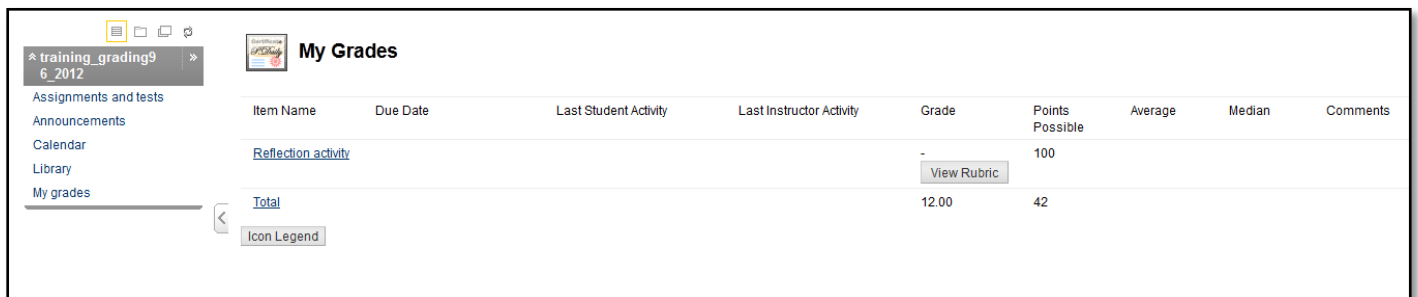 training_grading9
6_2012
Assignments and tests
Announcements
Calendar
Library
My grades
My Grades
Item Name Due Date Last Student Activity Last Instructor Activity Grade Points Possible Average Median Comments
Reflection activity - 100
View Rubric
Total 12.00 42
Icon Legend